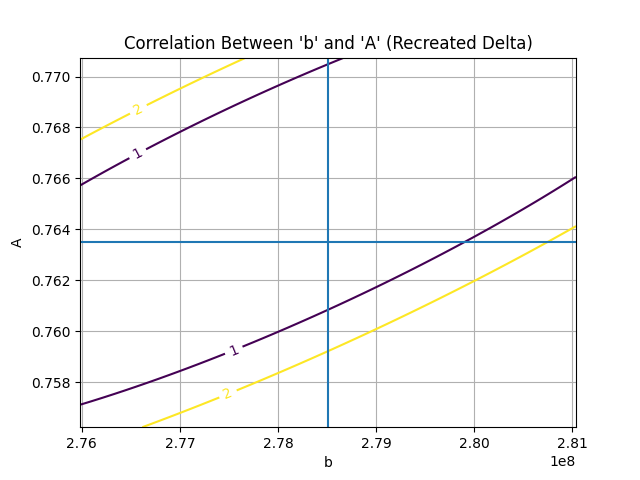 Correlation Between 'b' and 'A' (Recreated Delta)
0.770
0.768
0.766
0.764
0.762
0.760
0.758
A
2
1
1
2
2.76 2.77 2.78 2.79 2.80 2.81
b
1e8